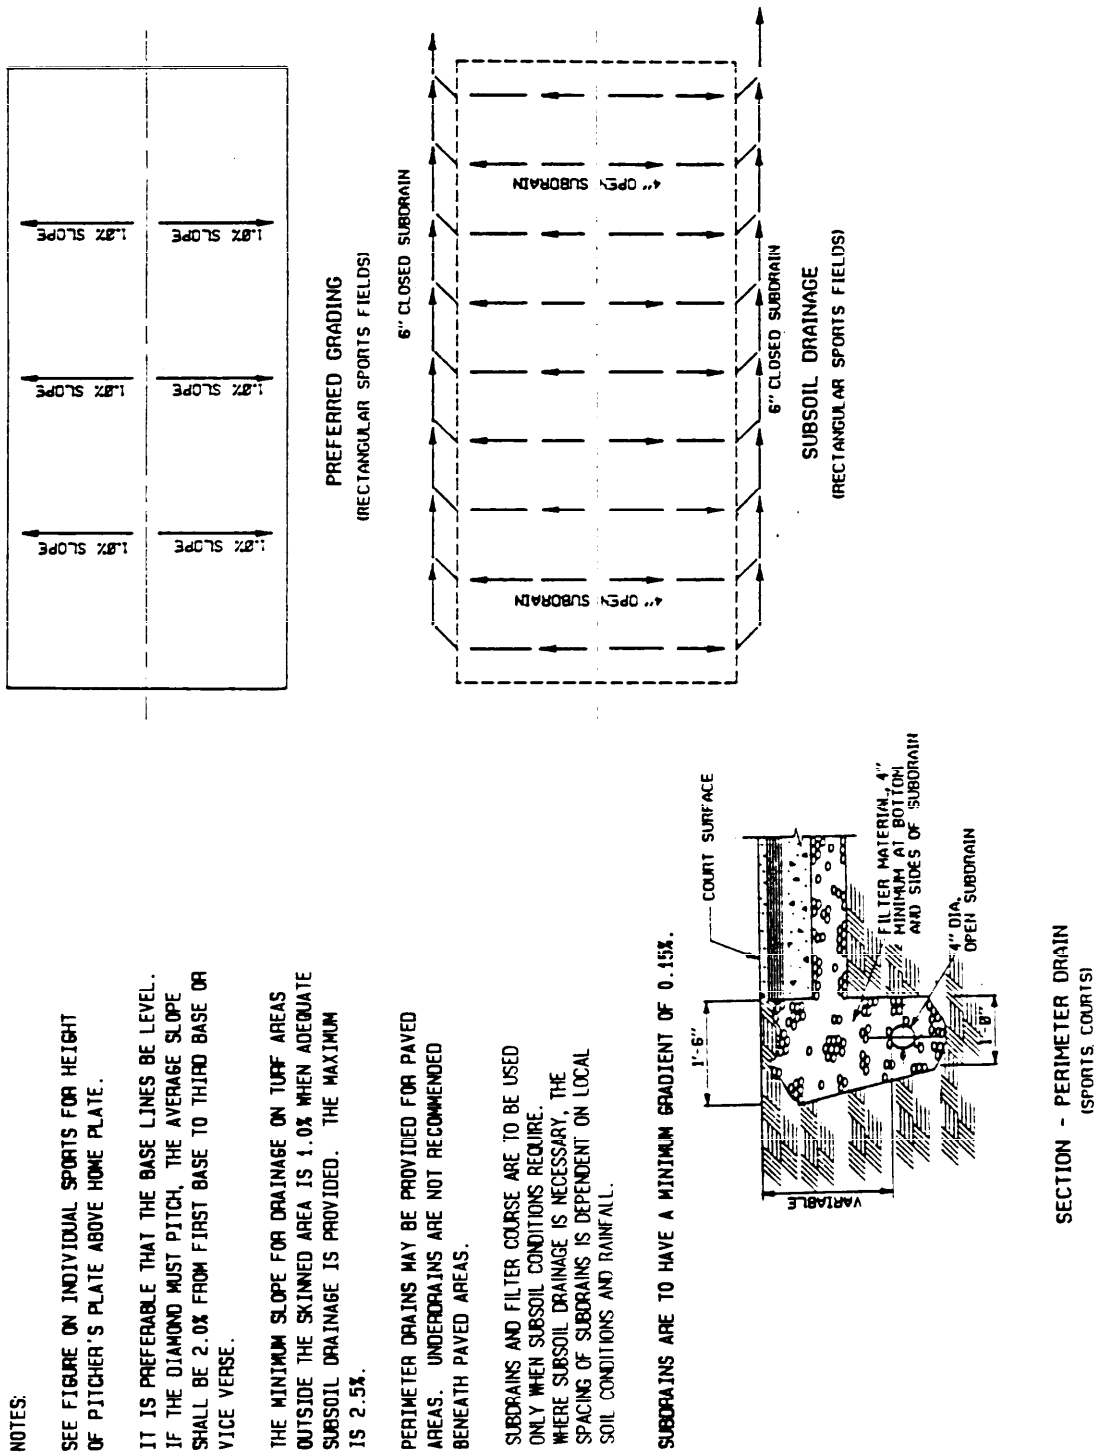 NOTES:
SEE FIGURE ON INDIVIDUAL SPORTS FOR HEIGHT
OF PITCHER'S PLATE ABOVE HOME PLATE.
IT IS PREFERABLE THAT THE BASE LINES BE LEVEL.
IF THE DIAMOND MUST PITCH, THE AVERAGE SLOPE
SHALL BE 2.0% FROM FIRST BASE TO THIRD BASE OR
VICE VERSE.
THE MINIMUM SLOPE FOR DRAINAGE ON TURF AREAS
OUTSIDE THE SKINNED AREA IS 1.0% WHEN ADEQUATE
SUBSOIL DRAINAGE IS PROVIDED. THE MAXIMUM
IS 2.5%.
PERIMETER DRAINS MAY BE PROVIDED FOR PAVED
AREAS. UNDERDRAINS ARE NOT RECOMMENDED
BENEATH PAVED AREAS.
SUBDRAINS AND FILTER COURSE ARE TO BE USED
ONLY WHEN SUBSOIL CONDITIONS REQUIRE.
WHERE SUBSOIL DRAINAGE IS NECESSARY, THE
SPACING OF SUBDRAINS IS DEPENDENT ON LOCAL
SOIL CONDITIONS AND RAINFALL.
SUBDRAINS ARE TO HAVE A MINIMUM GRADIENT OF 0.15%.
1.0% SLOPE
1.0% SLOPE
1.0% SLOPE
1.0% SLOPE
1.0% SLOPE
1.0% SLOPE
PREFERRED GRADING
(RECTANGULAR SPORTS FIELDS)
6" CLOSED SUBDRAIN
4" OPEN SUBDRAIN
4" OPEN SUBDRAIN
6" CLOSED SUBDRAIN
SUBSOIL DRAINAGE
(RECTANGULAR SPORTS FIELDS)
COURT SURFACE
1'-6"
VARIABLE
FILTER MATERIAL, 4"
MINIMUM AT BOTTOM
AND SIDES OF SUBDRAIN
4" DIA.
OPEN SUBDRAIN
1'-0"
SECTION - PERIMETER DRAIN
(SPORTS COURTS)